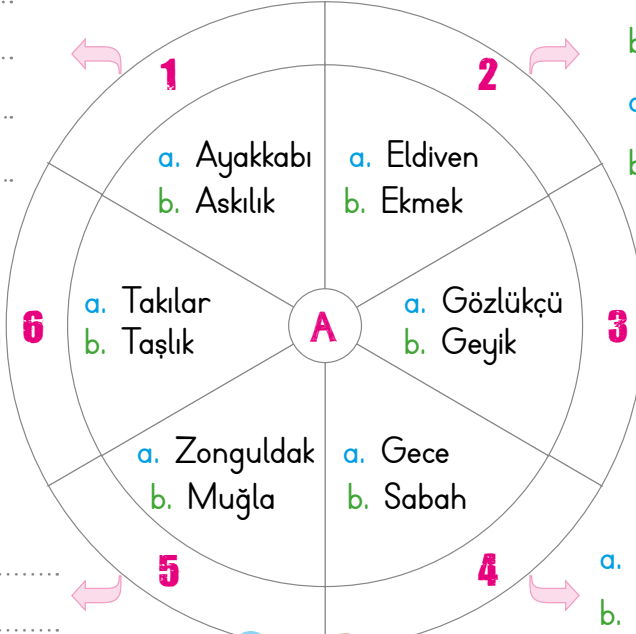 1
a. Ayakkabı
b. Askılık
2
a. Eldiven
b. Ekmek
3
a. Gözlükçü
b. Geyik
4
a. Gece
b. Sabah
5
a. Zonguldak
b. Muğla
6
a. Takılar
b. Taşlık
A
b
a
b
a.
b.